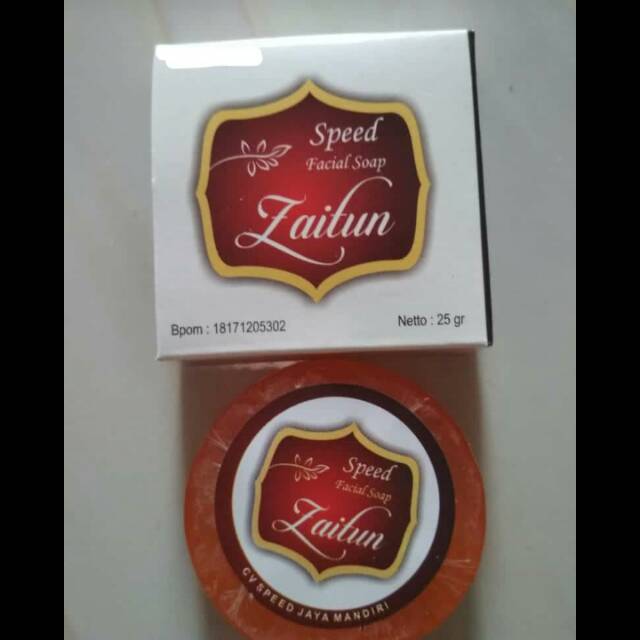 Speed
Facial Soap
Zaitun
Bpom : 18171205302
Netto : 25 gr
Speed
Facial Soap
Zaitun
CV SPEED JAYA MANDIRI